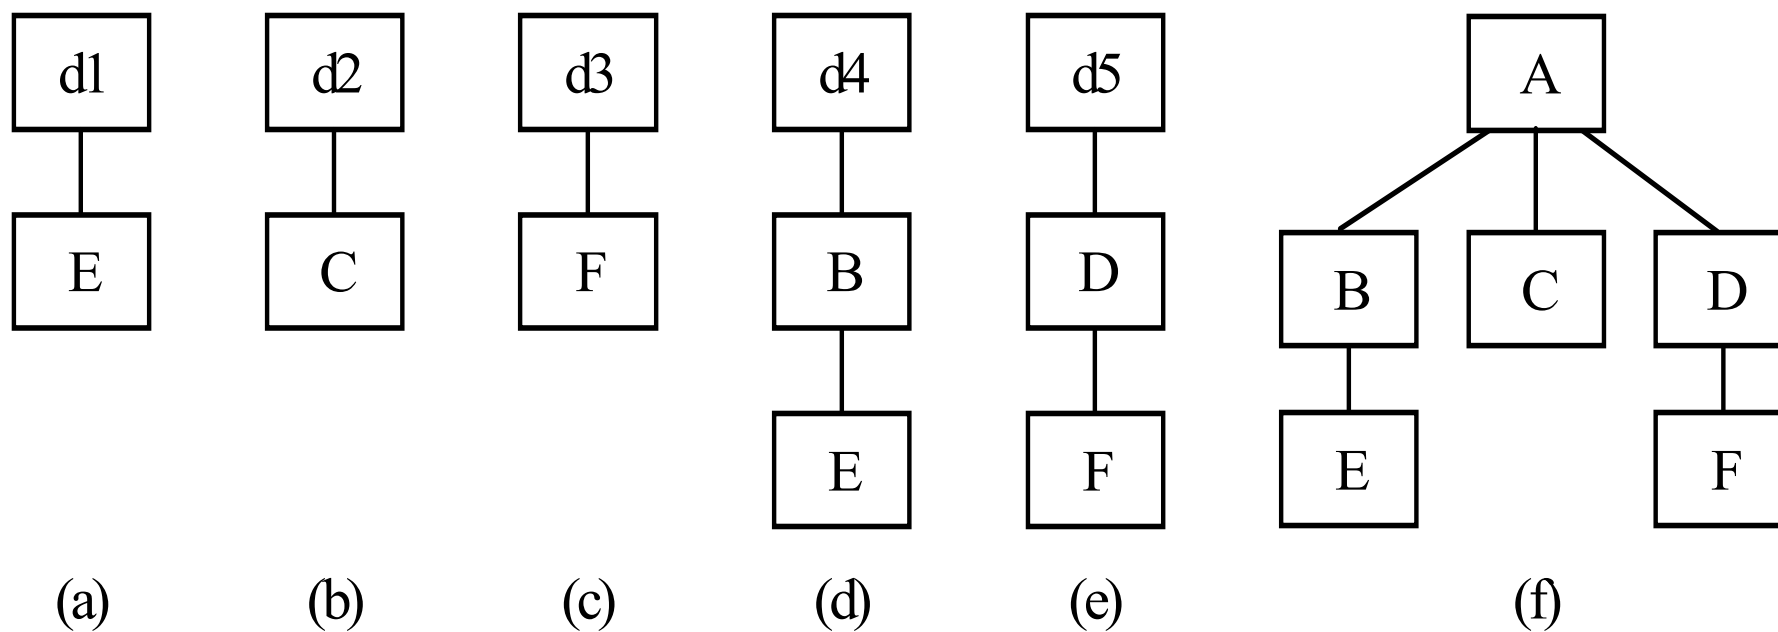 d1 d2 d3 d4 d5 A
E C F B D B C D
E F E F
(a) (b) (c) (d) (e) (f)